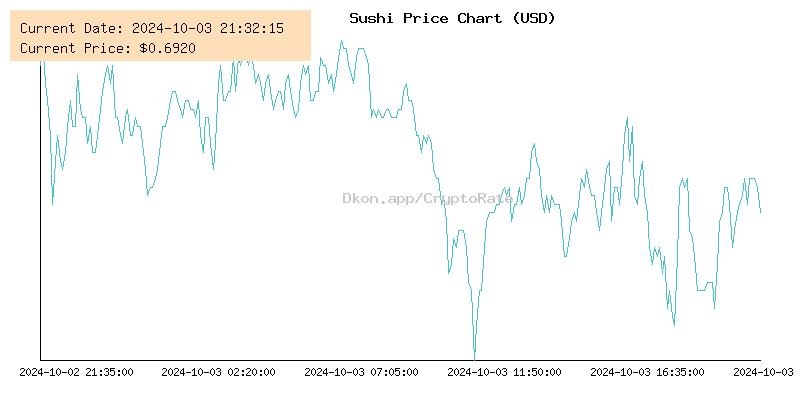 Sushi Price Chart (USD)
Current Date: 2024-10-03 21:32:15
Current Price: $0.6920
Dkon.app/CryptoRate
2024-10-02 21:35:00 2024-10-03 02:20:00 2024-10-03 07:05:00 2024-10-03 11:50:00 2024-10-03 16:35:00 2024-10-03